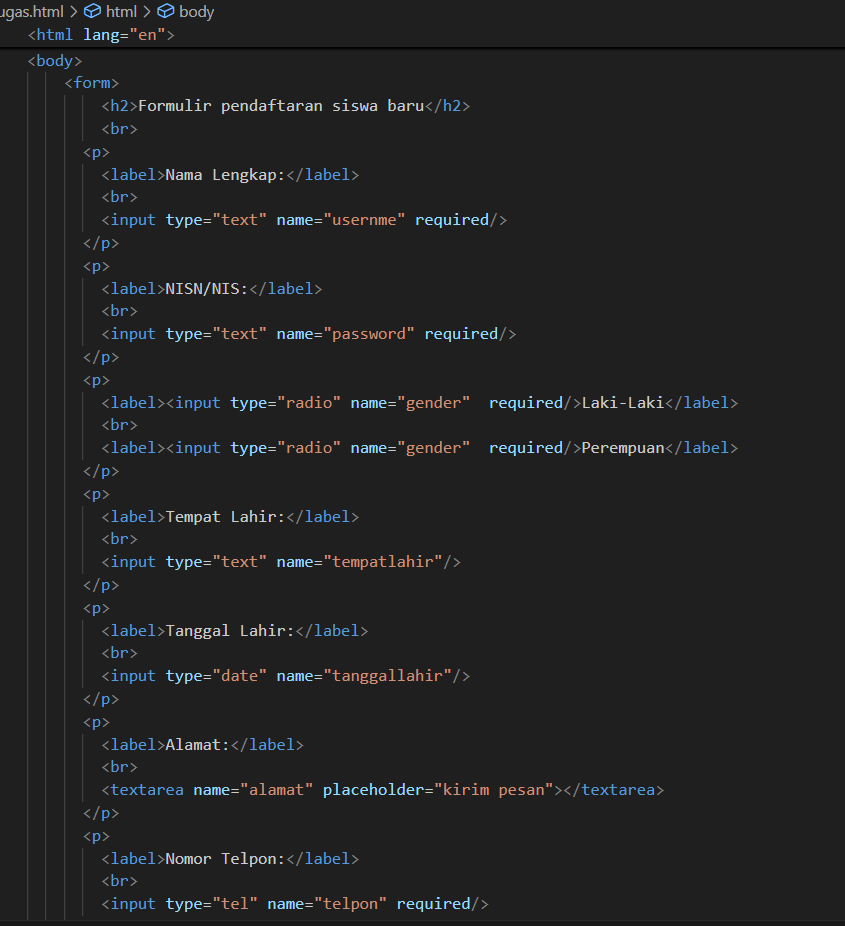 ugas.html > html > body
<html lang="en">
<body>
<form>
<h2>Formulir pendaftaran siswa baru</h2>
<br>
<p>
<label>Nama Lengkap:</label>
<br>
<input type="text" name="usernme" required/>
</p>
<p>
<label>NISN/NIS:</label>
<br>
<input type="text" name="password" required/>
</p>
<p>
<label><input type="radio" name="gender"  required/>Laki-Laki</label>
<br>
<label><input type="radio" name="gender"  required/>Perempuan</label>
</p>
<p>
<label>Tempat Lahir:</label>
<br>
<input type="text" name="tempatlahir"/>
</p>
<p>
<label>Tanggal Lahir:</label>
<br>
<input type="date" name="tanggallahir"/>
</p>
<p>
<label>Alamat:</label>
<br>
<textarea name="alamat" placeholder="kirim pesan"></textarea>
</p>
<p>
<label>Nomor Telpon:</label>
<br>
<input type="tel" name="telpon" required/>